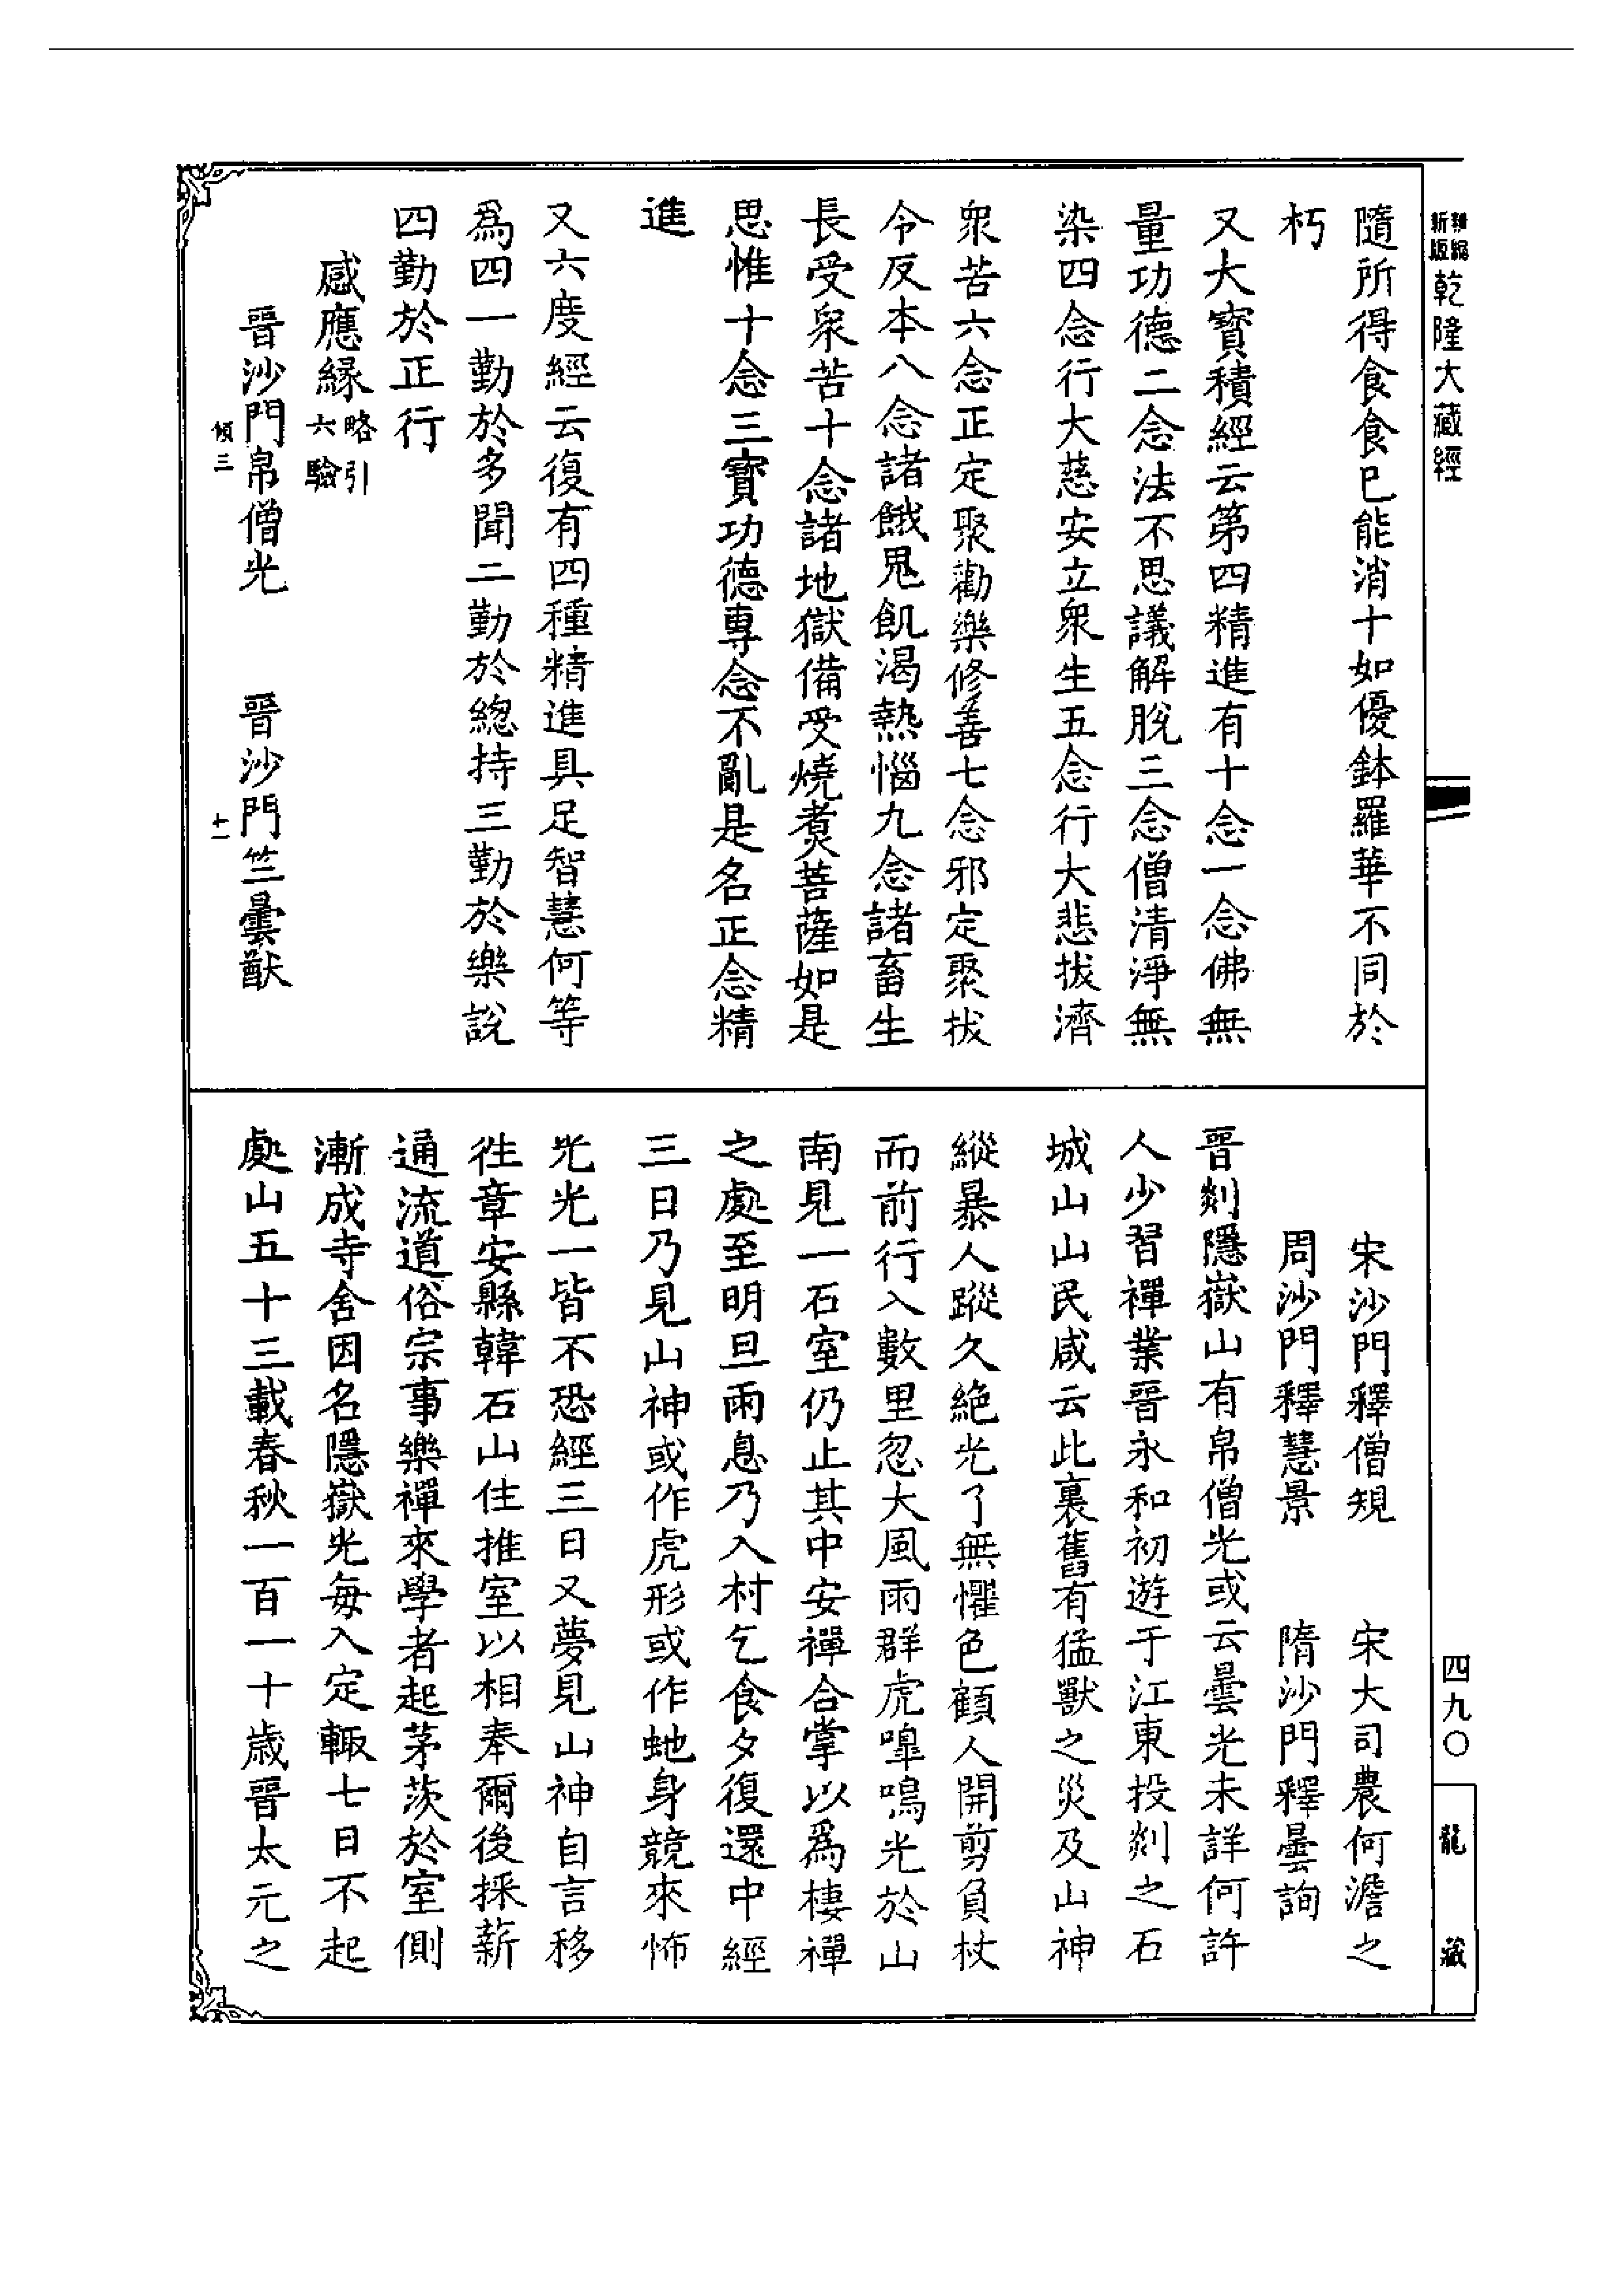 新版
乾隆大藏經
四九〇
龍藏
隨所得食食已能消十如優鉢羅華不同於
朽
又大寶積經云第四精進有十念一念佛無
量功德二念法不思議解脫三念僧清淨無
染四念行大慈安立衆生五念行大悲拔濟
衆苦六念正定聚勸樂修善七念邪定聚拔
令反本八念諸餓鬼飢渴熱惱九念諸畜生
長受衆苦十念諸地獄備受燒煑菩薩如是
思惟十念三寶功德專念不亂是名正念精
進
又六度經云復有四種精進具足智慧何等
爲四一勤於多聞二勤於總持三勤於樂說
四勤於正行
感應緣略引六驗
晉沙門帛僧光 晉沙門竺曇猷
傾三 十一
宋沙門釋僧規 宋大司農何澹之
周沙門釋慧景 隋沙門釋曇詢
晉剡隱嶽山有帛僧光或云曇光未詳何許
人少習禪業晉永和初遊于江東投剡之石
城山山民咸云此裏舊有猛獸之災及山神
縱暴人蹤久絶光了無懼色顧人開剪負杖
而前行入數里忽大風雨群虎嘷鳴光於山
南見一石室仍止其中安禪合掌以爲棲禪
之處至明旦雨息乃入村乞食夕復還中經
三日乃見山神或作虎形或作虵身競來怖
光光一皆不恐經三日又夢見山神自言移
徃章安縣韓石山住推室以相奉爾後採薪
通流道俗宗事樂禪來學者起茅茨於室側
漸成寺舍因名隱嶽光每入定輙七日不起
處山五十三載春秋一百一十歲晉太元之